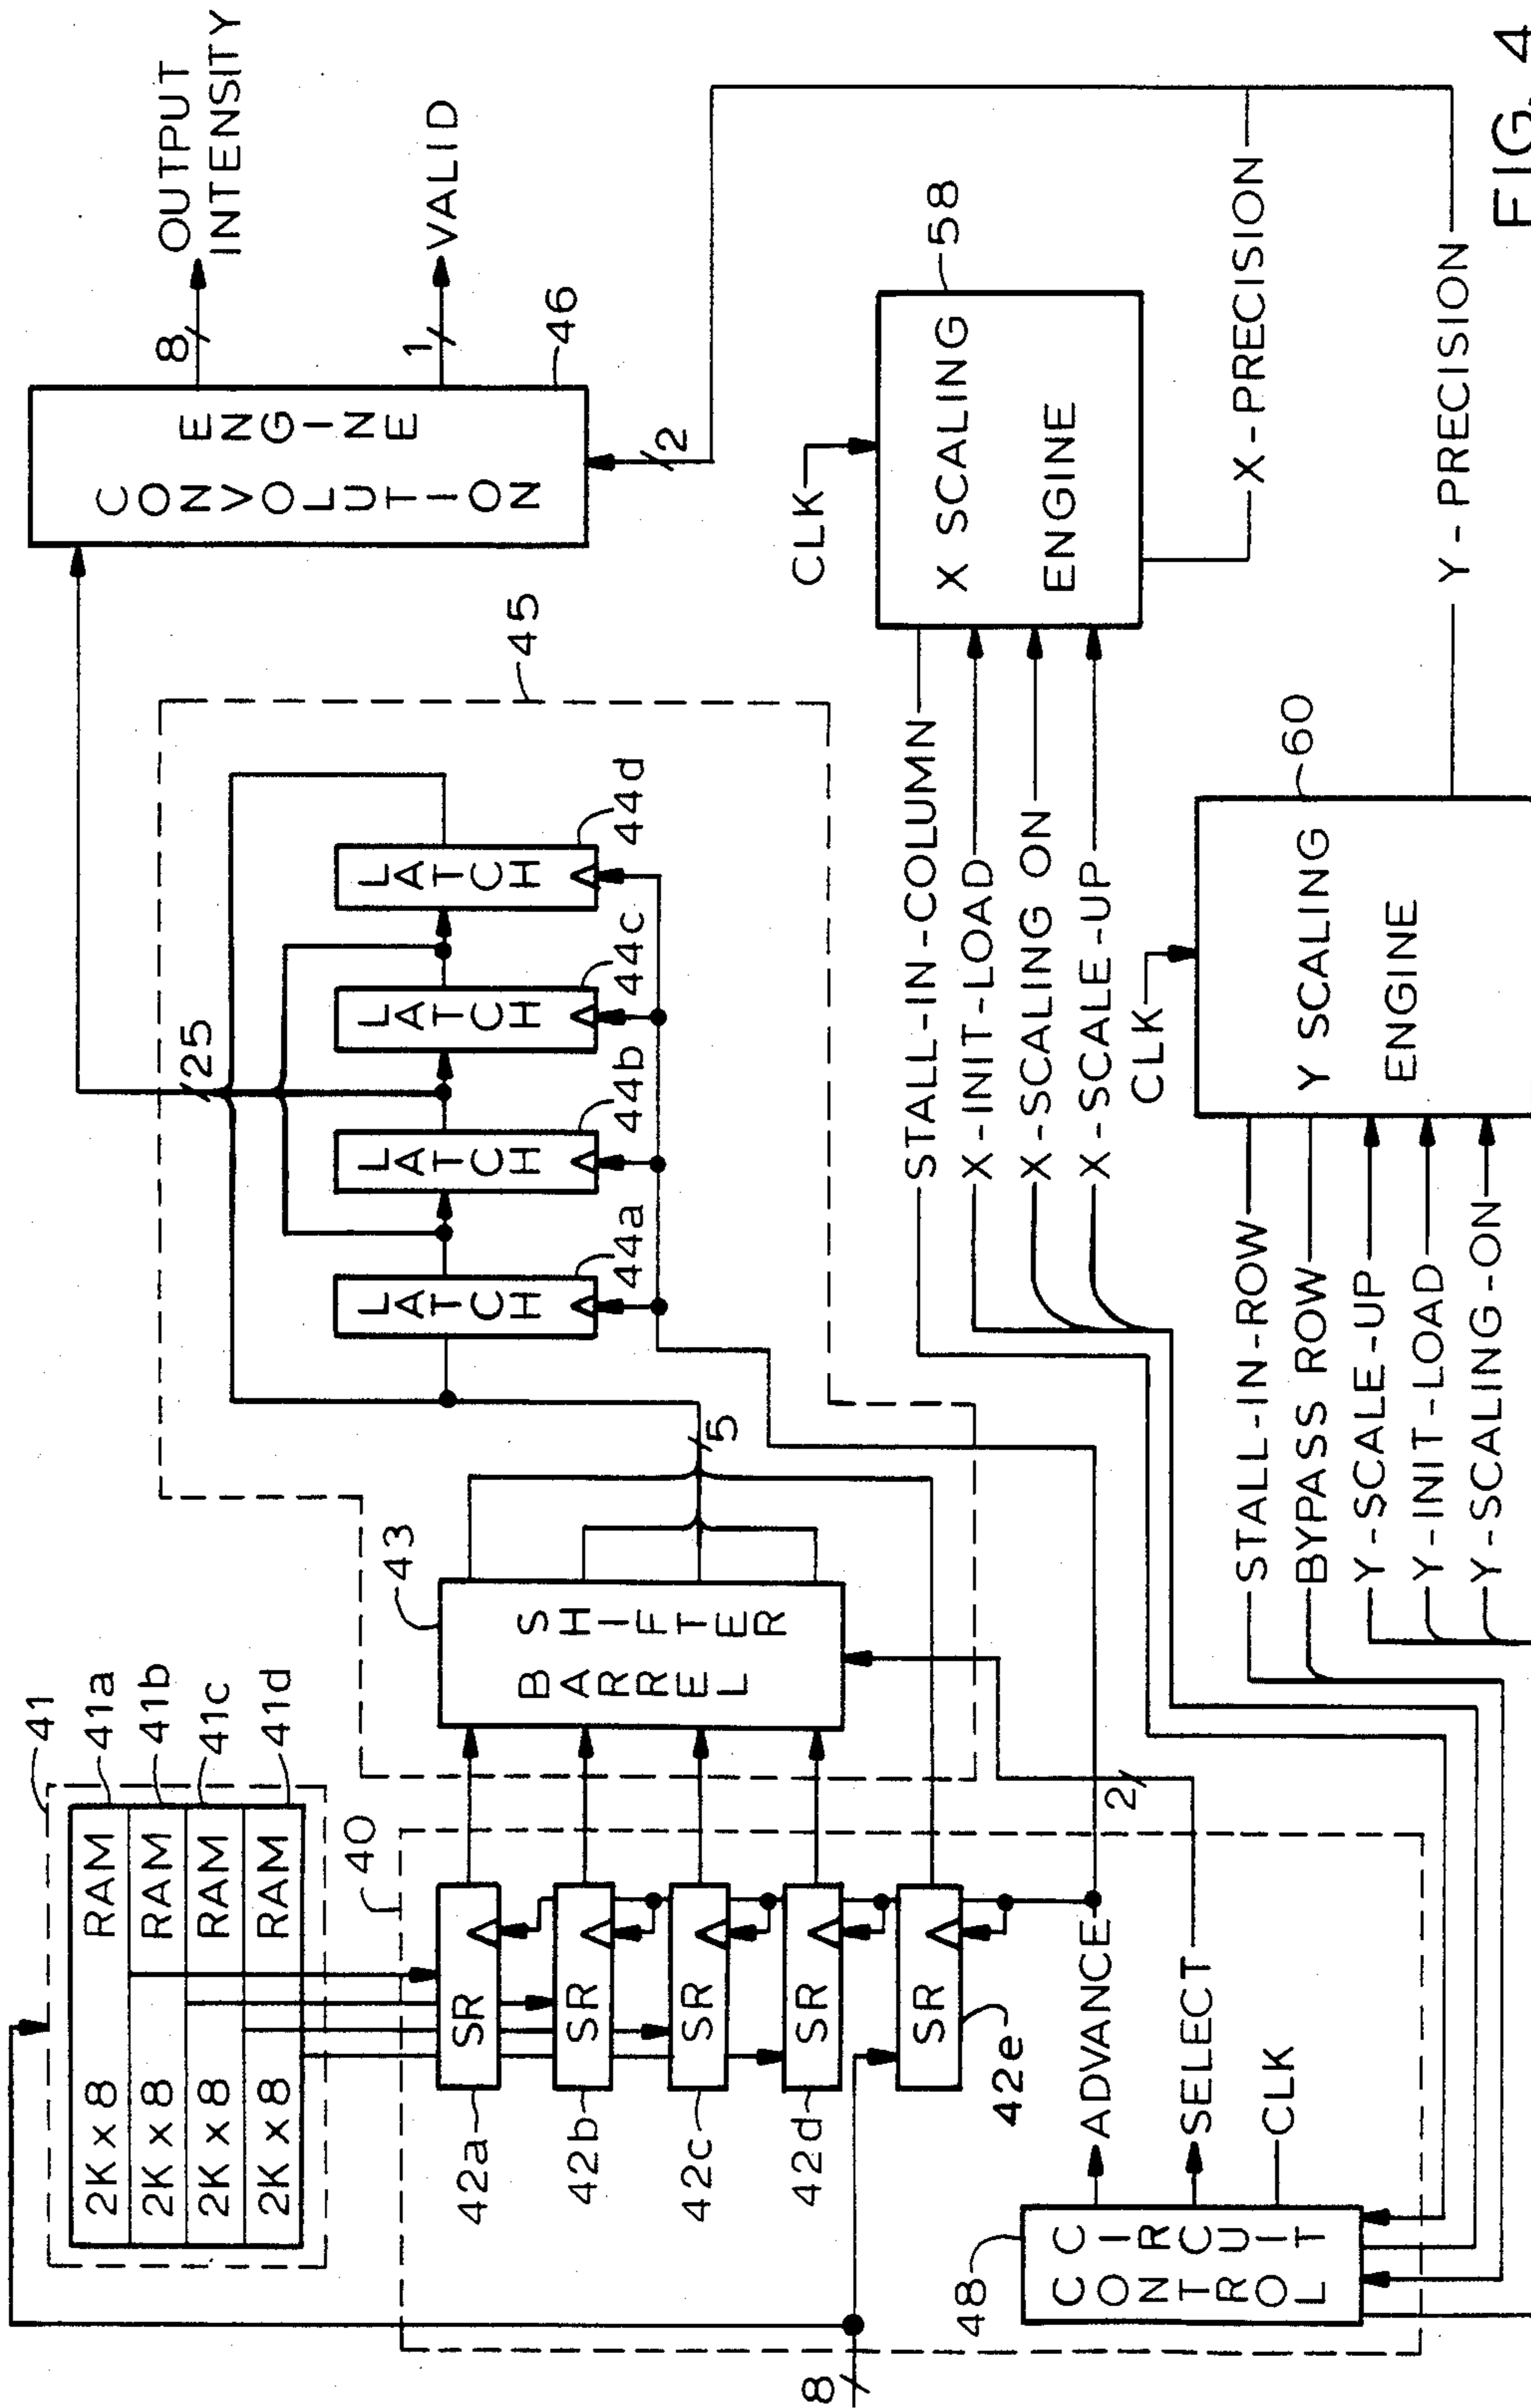 41
2K x 8 RAM
2K x 8 RAM
2K x 8 RAM
2K x 8 RAM
41a
41b
41c
41d
40
SR
SR
SR
SR
SR
42a
42b
42c
42d
42e
8
48
CONTROL
CIRCUIT
ADVANCE
SELECT
CLK
2
43
BARREL
SHIFTER
5
45
LATCH
LATCH
LATCH
LATCH
44a
44b
44c
44d
25
CONVOLUTION
ENGINE
46
8
OUTPUT
INTENSITY
1
VALID
2
CLK
X SCALING
ENGINE
58
STALL-IN-COLUMN
X-INIT-LOAD
X-SCALING ON
X-SCALE-UP
X-PRECISION
CLK
Y SCALING
ENGINE
60
STALL-IN-ROW
BYPASS ROW
Y-SCALE-UP
Y-INIT-LOAD
Y-SCALING-ON
Y-PRECISION
FIG. 4